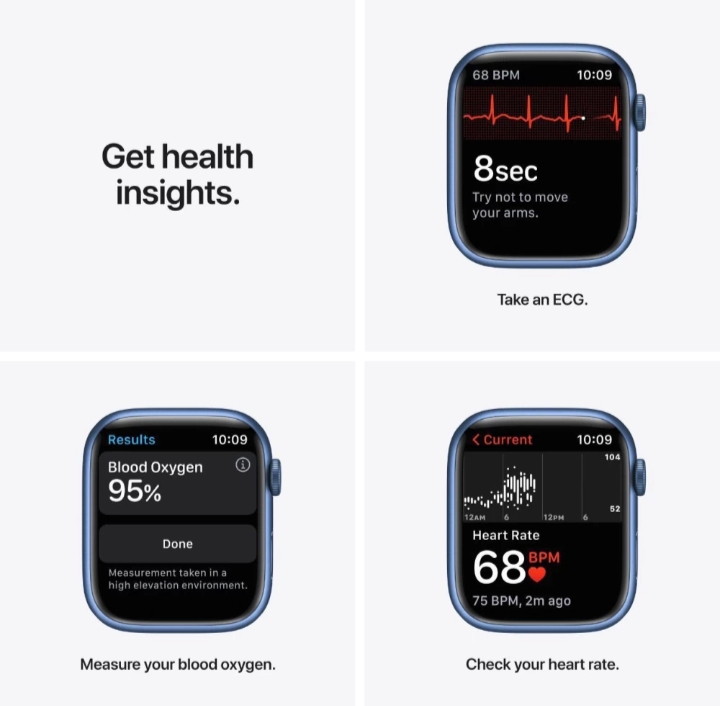 Get health
insights.
68 BPM 10:09
8sec
Try not to move
your arms.
Take an ECG.
Results 10:09
Blood Oxygen
95%
Done
Measurement taken in a
high elevation environment.
Measure your blood oxygen.
< Current 10:09
104
52
12AM 6 12PM 6
Heart Rate
68 BPM
75 BPM, 2m ago
Check your heart rate.